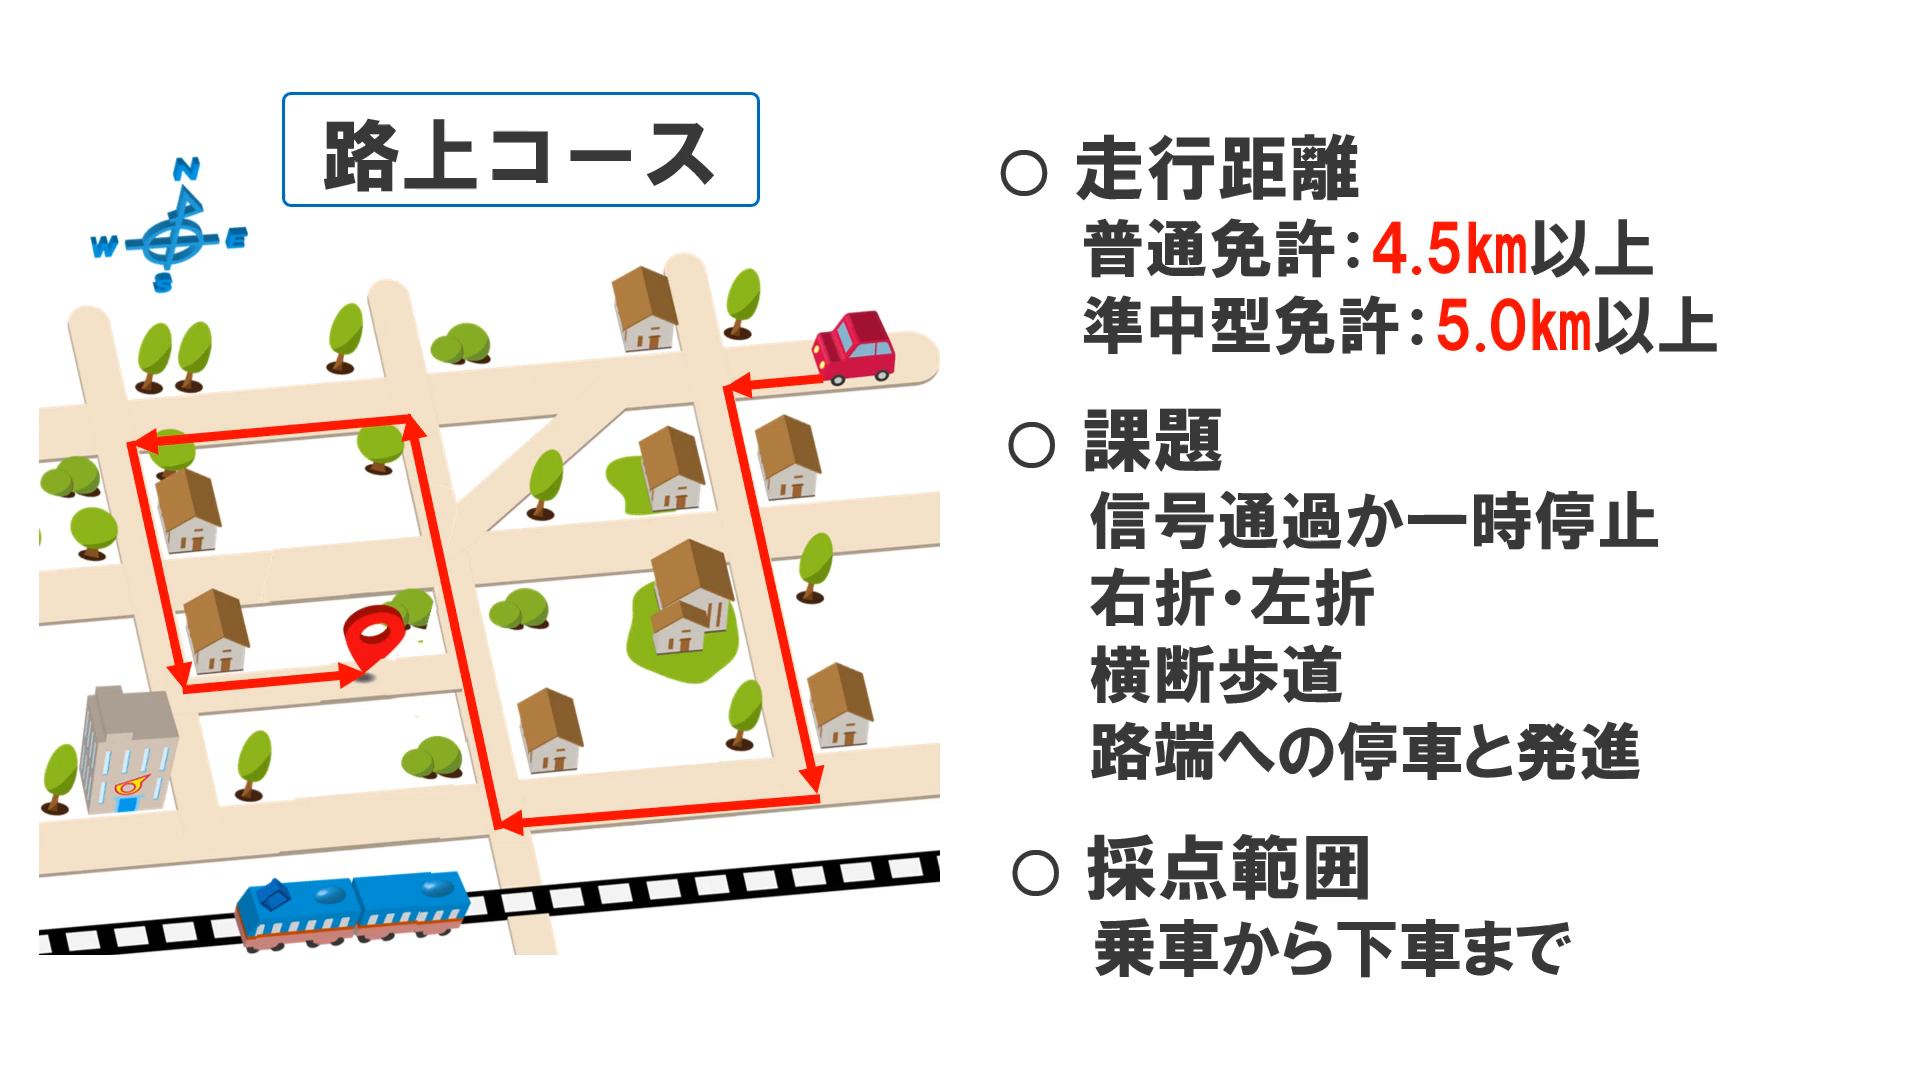 路上コース
N
W E
S
○ 走行距離
普通免許：4.5km以上
準中型免許：5.0km以上
○ 課題
信号通過か一時停止
右折・左折
横断歩道
路端への停車と発進
○ 採点範囲
乗車から下車まで